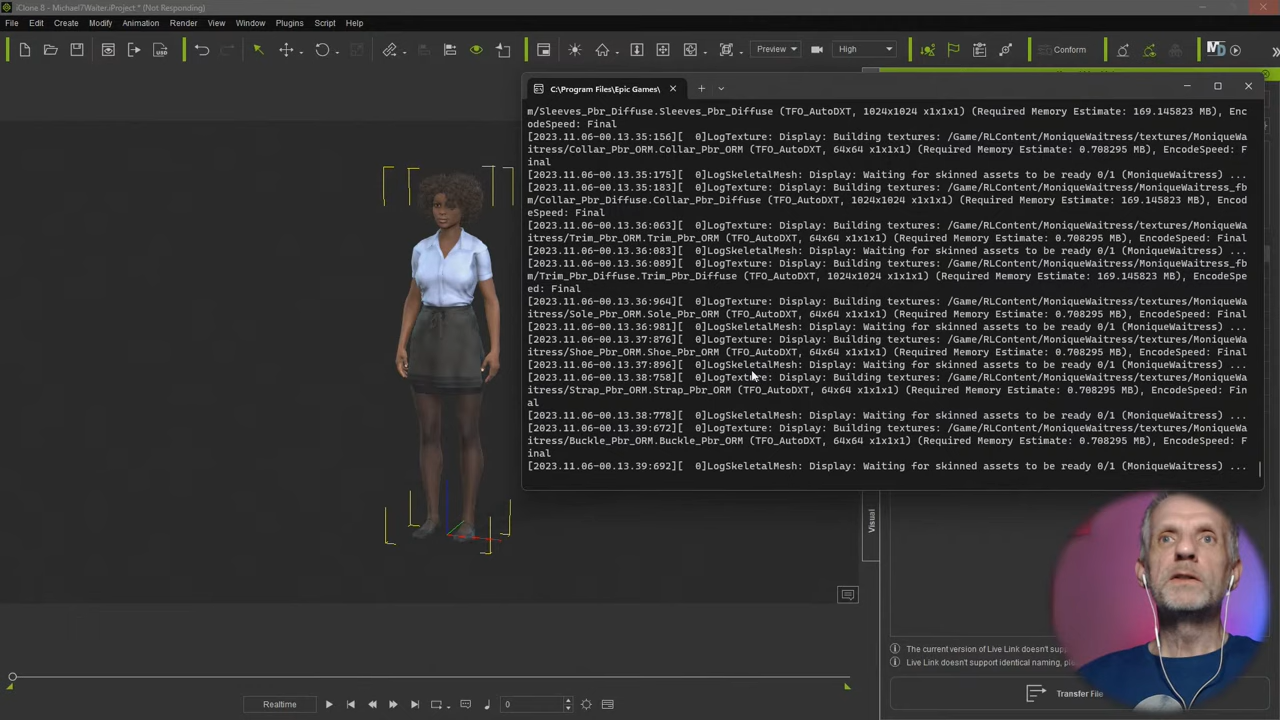 iClone 8 - Michael7Waiter.iProject * (Not Responding)
File Edit Create Modify Animation Render View Window Plugins Script Help
Preview High Conform
C:\Program Files\Epic Games\
m/Sleeves_Pbr_Diffuse.Sleeves_Pbr_Diffuse (TFO_AutoDXT, 1024x1024 x1x1x1) (Required Memory Estimate: 169.145823 MB), Enc
odeSpeed: Final
[2023.11.06-00.13.35:156][  0]LogTexture: Display: Building textures: /Game/RLContent/MoniqueWaitress/textures/MoniqueWa
itress/Collar_Pbr_ORM.Collar_Pbr_ORM (TFO_AutoDXT, 64x64 x1x1x1) (Required Memory Estimate: 0.708295 MB), EncodeSpeed: F
inal
[2023.11.06-00.13.35:175][  0]LogSkeletalMesh: Display: Waiting for skinned assets to be ready 0/1 (MoniqueWaitress) ...
[2023.11.06-00.13.35:183][  0]LogTexture: Display: Building textures: /Game/RLContent/MoniqueWaitress/MoniqueWaitress_fb
m/Collar_Pbr_Diffuse.Collar_Pbr_Diffuse (TFO_AutoDXT, 1024x1024 x1x1x1) (Required Memory Estimate: 169.145823 MB), Encod
eSpeed: Final
[2023.11.06-00.13.36:063][  0]LogTexture: Display: Building textures: /Game/RLContent/MoniqueWaitress/textures/MoniqueWa
itress/Trim_Pbr_ORM.Trim_Pbr_ORM (TFO_AutoDXT, 64x64 x1x1x1) (Required Memory Estimate: 0.708295 MB), EncodeSpeed: Final
[2023.11.06-00.13.36:083][  0]LogSkeletalMesh: Display: Waiting for skinned assets to be ready 0/1 (MoniqueWaitress) ...
[2023.11.06-00.13.36:089][  0]LogTexture: Display: Building textures: /Game/RLContent/MoniqueWaitress/MoniqueWaitress_fb
m/Trim_Pbr_Diffuse.Trim_Pbr_Diffuse (TFO_AutoDXT, 1024x1024 x1x1x1) (Required Memory Estimate: 169.145823 MB), EncodeSpe
ed: Final
[2023.11.06-00.13.36:964][  0]LogTexture: Display: Building textures: /Game/RLContent/MoniqueWaitress/textures/MoniqueWa
itress/Sole_Pbr_ORM.Sole_Pbr_ORM (TFO_AutoDXT, 64x64 x1x1x1) (Required Memory Estimate: 0.708295 MB), EncodeSpeed: Final
[2023.11.06-00.13.36:981][  0]LogSkeletalMesh: Display: Waiting for skinned assets to be ready 0/1 (MoniqueWaitress) ...
[2023.11.06-00.13.37:876][  0]LogTexture: Display: Building textures: /Game/RLContent/MoniqueWaitress/textures/MoniqueWa
itress/Shoe_Pbr_ORM.Shoe_Pbr_ORM (TFO_AutoDXT, 64x64 x1x1x1) (Required Memory Estimate: 0.708295 MB), EncodeSpeed: Final
[2023.11.06-00.13.37:896][  0]LogSkeletalMesh: Display: Waiting for skinned assets to be ready 0/1 (MoniqueWaitress) ...
[2023.11.06-00.13.38:758][  0]LogTexture: Display: Building textures: /Game/RLContent/MoniqueWaitress/textures/MoniqueWa
itress/Strap_Pbr_ORM.Strap_Pbr_ORM (TFO_AutoDXT, 64x64 x1x1x1) (Required Memory Estimate: 0.708295 MB), EncodeSpeed: Fin
al
[2023.11.06-00.13.38:778][  0]LogSkeletalMesh: Display: Waiting for skinned assets to be ready 0/1 (MoniqueWaitress) ...
[2023.11.06-00.13.39:672][  0]LogTexture: Display: Building textures: /Game/RLContent/MoniqueWaitress/textures/MoniqueWa
itress/Buckle_Pbr_ORM.Buckle_Pbr_ORM (TFO_AutoDXT, 64x64 x1x1x1) (Required Memory Estimate: 0.708295 MB), EncodeSpeed: F
inal
[2023.11.06-00.13.39:692][  0]LogSkeletalMesh: Display: Waiting for skinned assets to be ready 0/1 (MoniqueWaitress) ...
Visual
The current version of Live Link doesn't
Live Link doesn't support identical naming,
Transfer File
Realtime 0